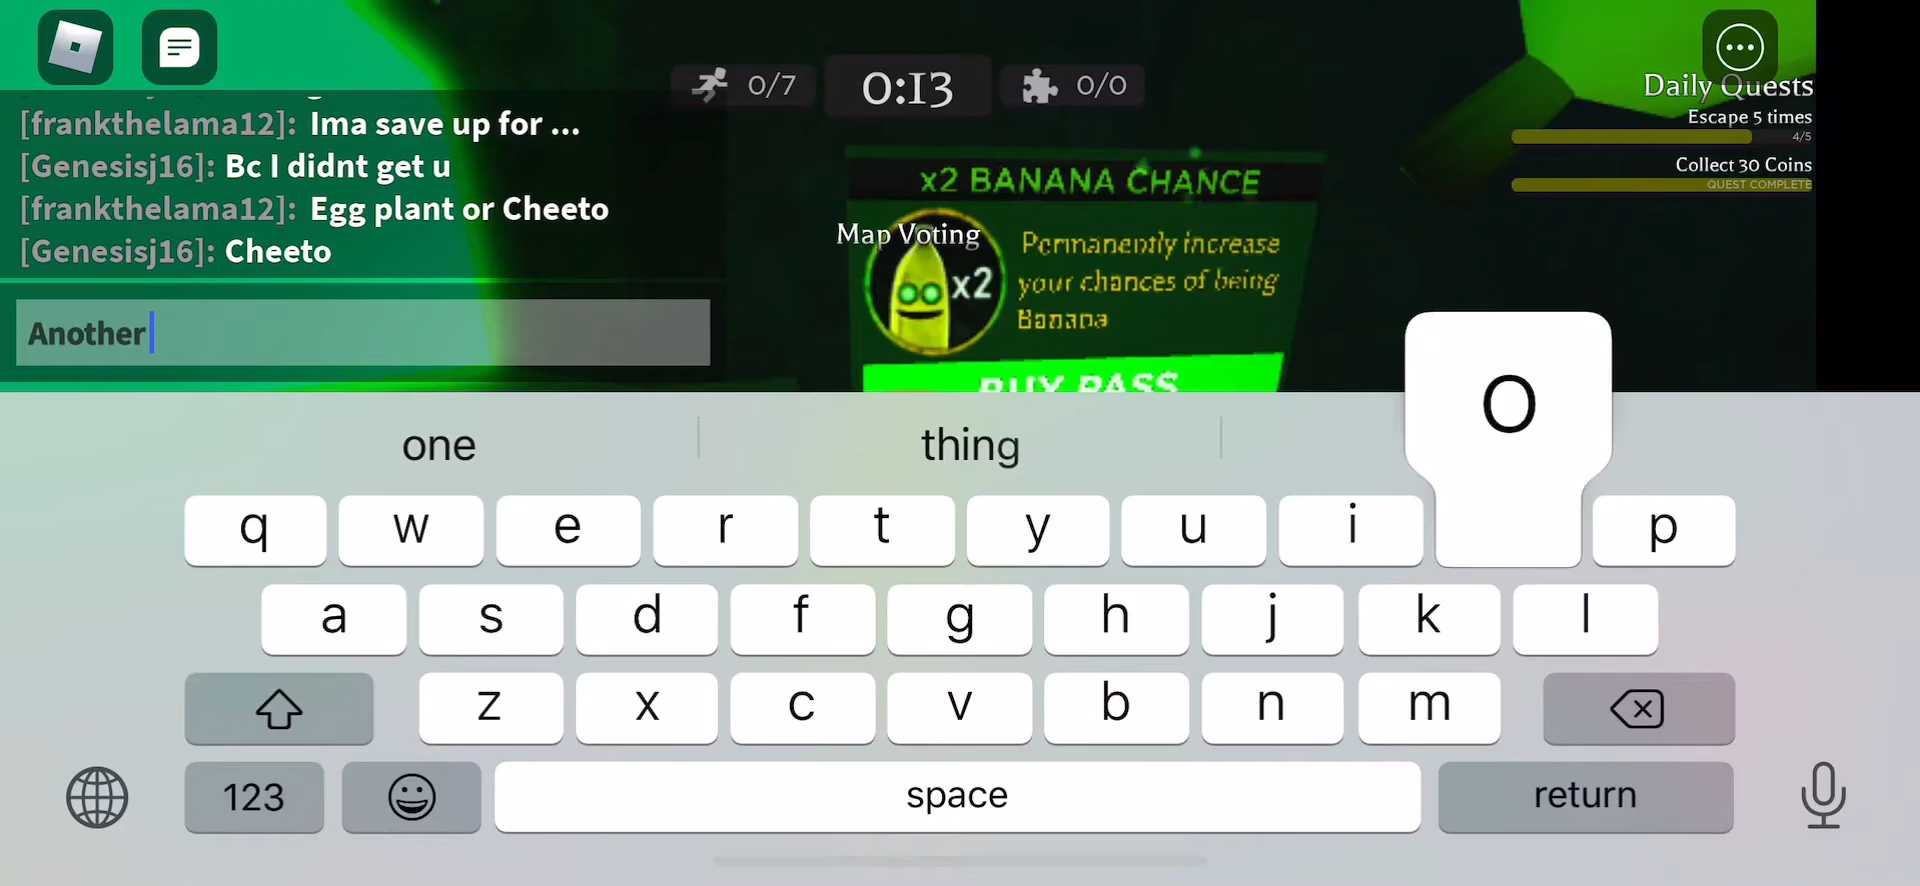 0/7
0:13
0/0
Daily Quests
Escape 5 times
4/5
Collect 30 Coins
QUEST COMPLETE
[frankthelama12]: Ima save up for ...
[Genesisj16]: Bc I didnt get u
[frankthelama12]: Egg plant or Cheeto
[Genesisj16]: Cheeto
Another
x2 BANANA CHANCE
Map Voting
x2
Permanently increase
your chances of being
Banana
BUY PASS
one
thing
q w e r t y u i O p
a s d f g h j k l
z x c v b n m
123
space
return